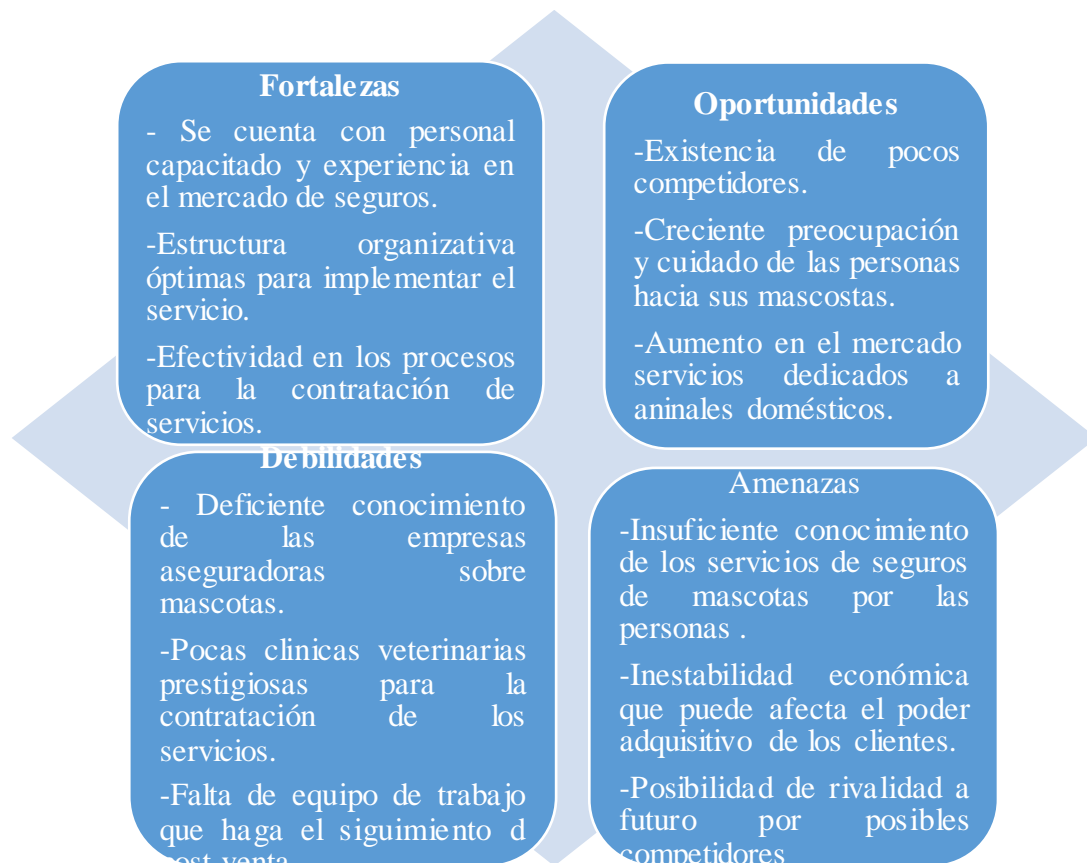 Fortalezas
- Se cuenta con personal
capacitado y experiencia en
el mercado de seguros.
-Estructura organizativa
óptimas para implementar el
servicio.
-Efectividad en los procesos
para la contratación de
servicios.
Oportunidades
-Existencia de pocos
competidores.
-Creciente preocupación
y cuidado de las personas
hacia sus mascostas.
-Aumento en el mercado
servicios dedicados a
aninales domésticos.
Debilidades
- Deficiente conocimiento
de las empresas
aseguradoras sobre
mascotas.
-Pocas clinicas veterinarias
prestigiosas para la
contratación de los
servicios.
-Falta de equipo de trabajo
que haga el siguimiento d
post-venta
Amenazas
-Insuficiente conocimiento
de los servicios de seguros
de mascotas por las
personas .
-Inestabilidad económica
que puede afecta el poder
adquisitivo de los clientes.
-Posibilidad de rivalidad a
futuro por posibles
competidores